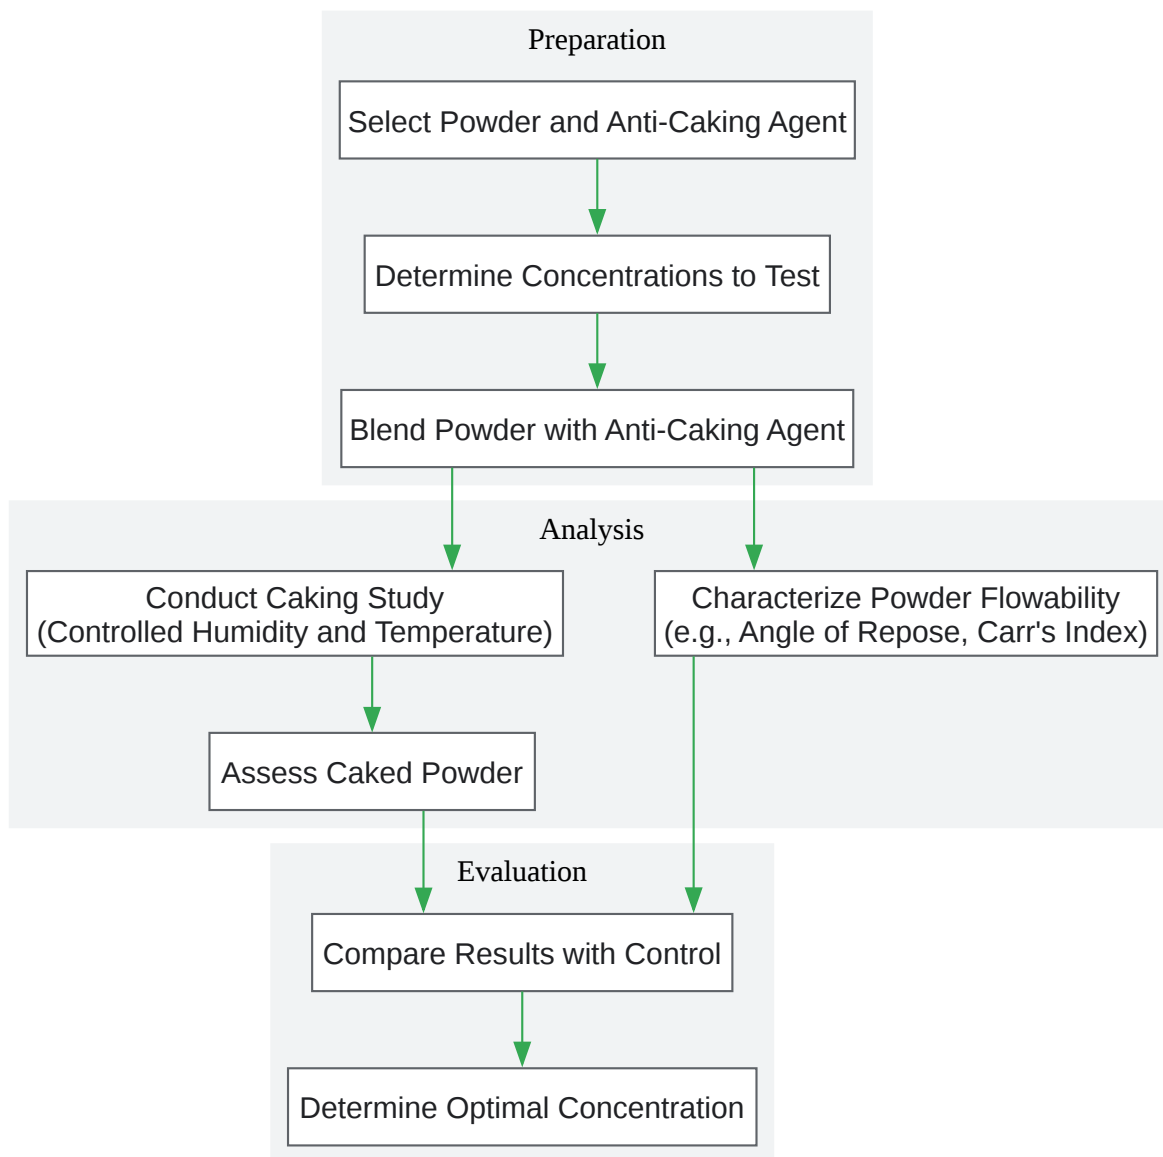 Preparation
Select Powder and Anti-Caking Agent
Determine Concentrations to Test
Blend Powder with Anti-Caking Agent
Analysis
Conduct Caking Study
(Controlled Humidity and Temperature)
Characterize Powder Flowability
(e.g., Angle of Repose, Carr's Index)
Assess Caked Powder
Evaluation
Compare Results with Control
Determine Optimal Concentration